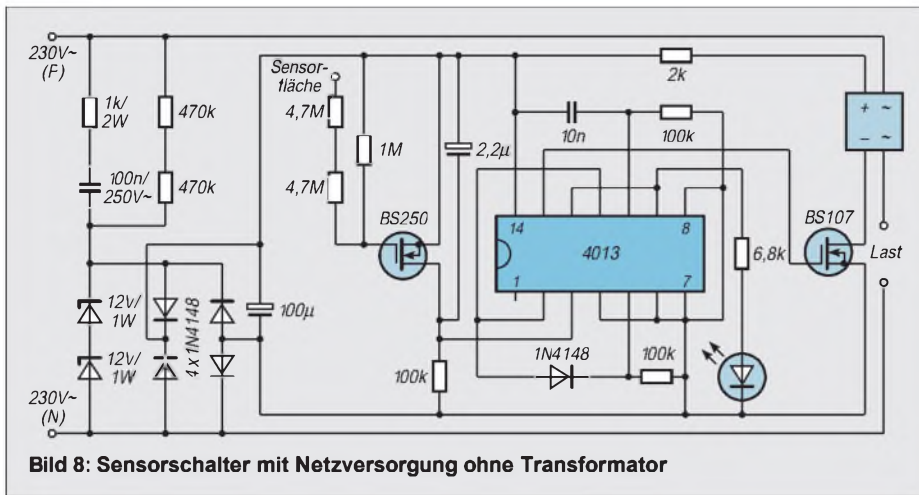 230V~
(F)
1k/
2W
470k
100n/
250V~
470k
12V/
1W
12V/
1W
4 x 1N4148
100µ
Sensor-
fläche
4,7M
4,7M
1M
BS250
2,2µ
100k
10n
100k
2k
14
8
4013
1
7
1N4148
100k
6,8k
BS107
+ ~
– ~
Last
230V~
(N)
Bild 8: Sensorschalter mit Netzversorgung ohne Transformator